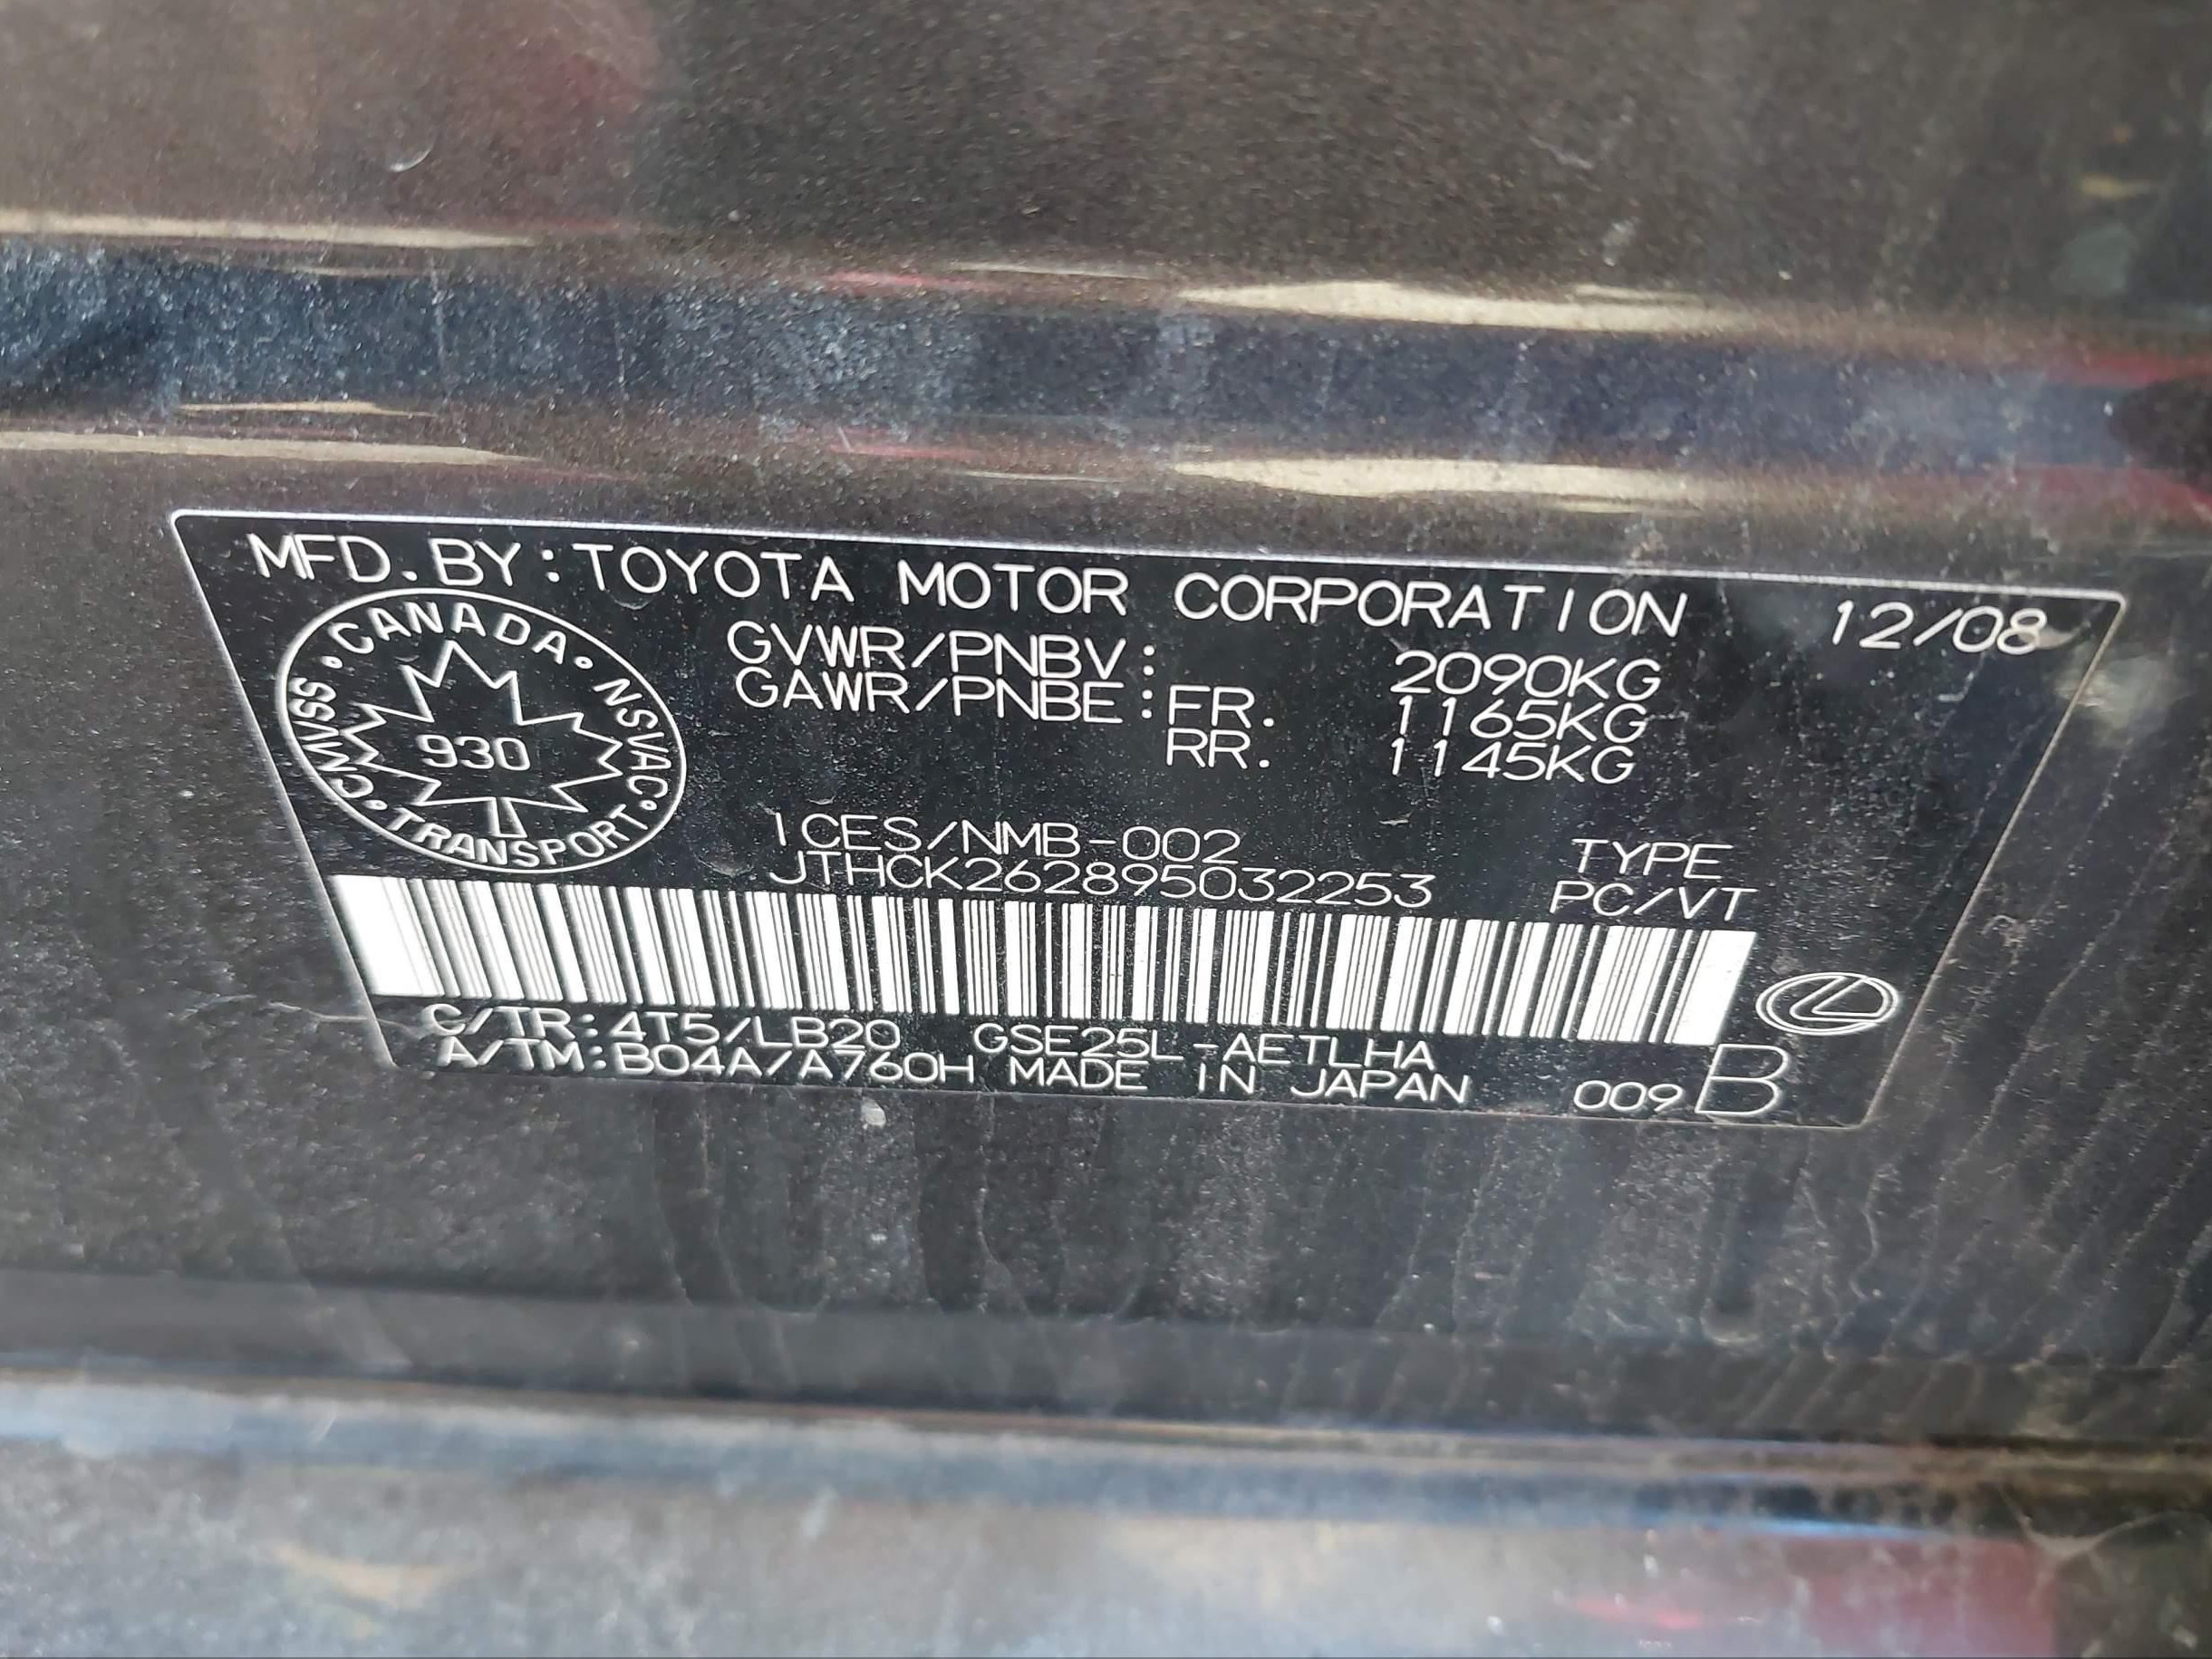 MFD. BY: TOYOTA MOTOR CORPORATION 12/08
CANADA
NSVAC
TRANSPORT
CMVSS
930
GVWR/PNBV: 2090KG
GAWR/PNBE: FR. 1165KG
RR. 1145KG
ICES/NMB-002 TYPE
JTHCK262895032253 PC/VT
C/TR: 4T5/LB20 GSE25L-AETLHA
A/TM: B04A/A760H MADE IN JAPAN 009 B